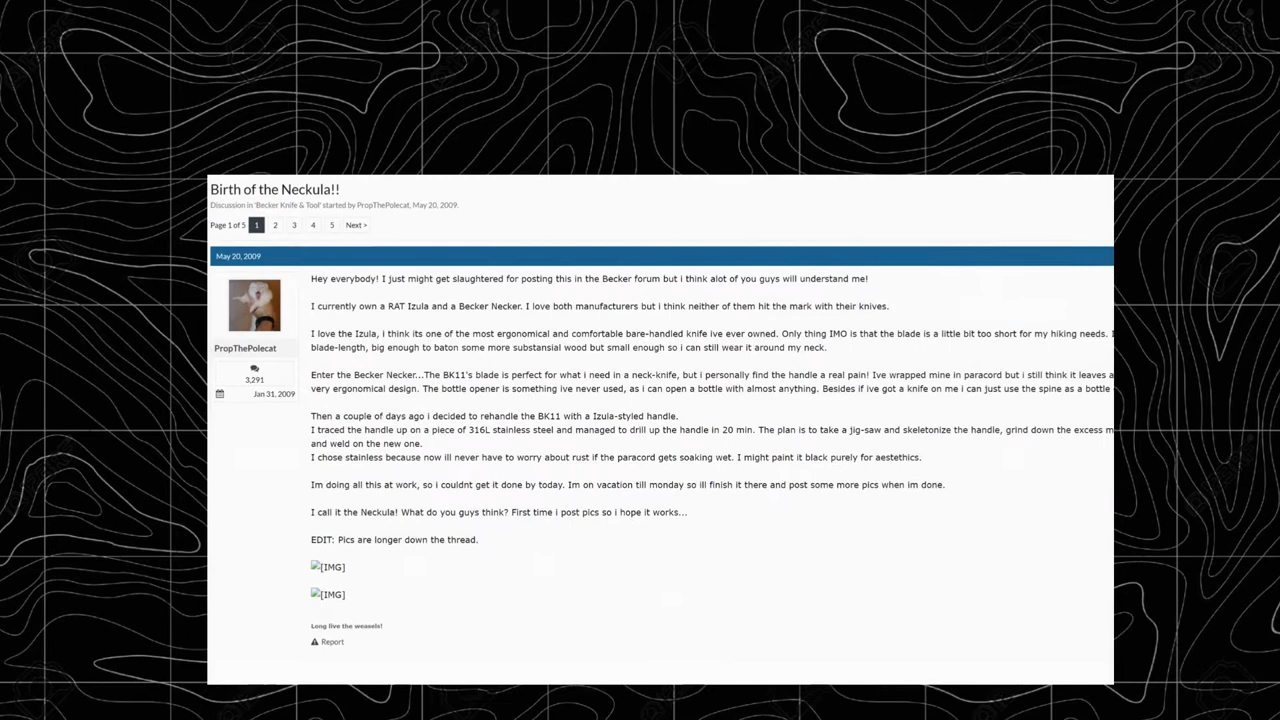 Birth of the Neckula!!
Discussion in 'Becker Knife & Tool' started by PropThePolecat, May 20, 2009.
Page 1 of 5 1 2 3 4 5 Next >
May 20, 2009
PropThePolecat
3,291
Jan 31, 2009
Hey everybody! I just might get slaughtered for posting this in the Becker forum but i think alot of you guys will understand me!
I currently own a RAT Izula and a Becker Necker. I love both manufacturers but i think neither of them hit the mark with their knives.
I love the Izula, i think its one of the most ergonomical and comfortable bare-handled knife ive ever owned. Only thing IMO is that the blade is a little bit too short for my hiking needs. I
blade-length, big enough to baton some more substansial wood but small enough so i can still wear it around my neck.
Enter the Becker Necker...The BK11's blade is perfect for what i need in a neck-knife, but i personally find the handle a real pain! Ive wrapped mine in paracord but i still think it leaves a
very ergonomical design. The bottle opener is something ive never used, as i can open a bottle with almost anything. Besides if ive got a knife on me i can just use the spine as a bottle
Then a couple of days ago i decided to rehandle the BK11 with a Izula-styled handle.
I traced the handle up on a piece of 316L stainless steel and managed to drill up the handle in 20 min. The plan is to take a jig-saw and skeletonize the handle, grind down the excess m
and weld on the new one.
I chose stainless because now ill never have to worry about rust if the paracord gets soaking wet. I might paint it black purely for aestethics.
Im doing all this at work, so i couldnt get it done by today. Im on vacation till monday so ill finish it there and post some more pics when im done.
I call it the Neckula! What do you guys think? First time i post pics so i hope it works...
EDIT: Pics are longer down the thread.
[IMG]
[IMG]
Long live the weasels!
Report